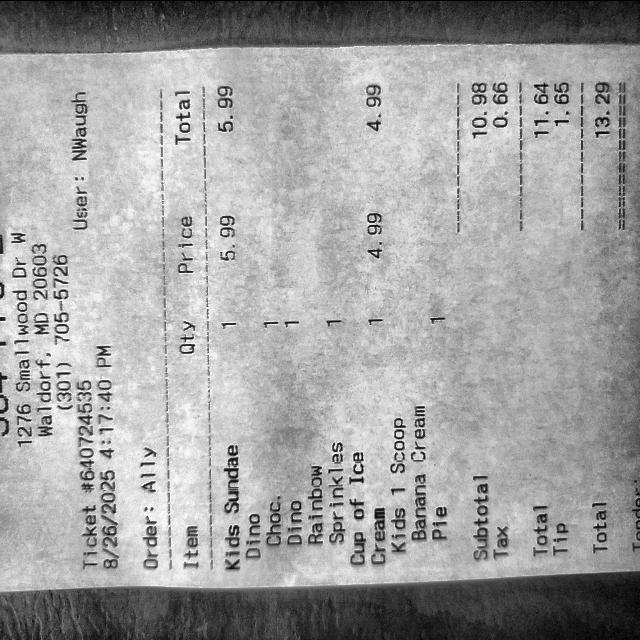 1276 Smallwood Dr W
Waldorf, MD 20603
(301) 705-5726
Ticket #640724535
8/26/2025 4:17:40 PM User: NWaugh
Order: Ally
Item Qty Price Total
Kids Sundae 1 5.99 5.99
Dino
Choc. 1
Dino 1
Rainbow
Sprinkles 1
Cup of Ice
Cream 1 4.99 4.99
Kids 1 Scoop
Banana Cream
Pie 1
Subtotal 10.98
Tax 0.66
Total 11.64
Tip 1.65
Total 13.29